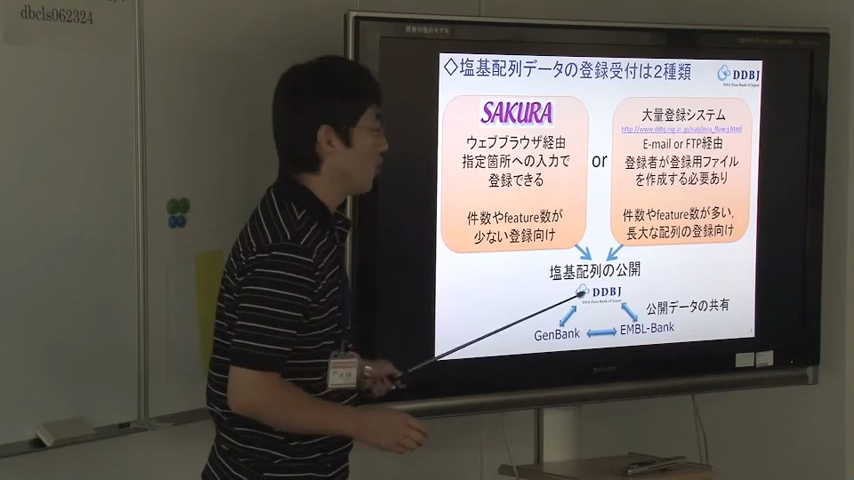 dbcls062324
◇塩基配列データの登録受付は2種類
DDBJ
SAKURA
ウェブブラウザ経由
指定箇所への入力で
登録できる
件数やfeature数が
少ない登録向け
or
大量登録システム
E-mail or FTP経由
登録者が登録用ファイル
を作成する必要あり
件数やfeature数が多い,
長大な配列の登録向け
塩基配列の公開
DDBJ
公開データの共有
GenBank
EMBL-Bank